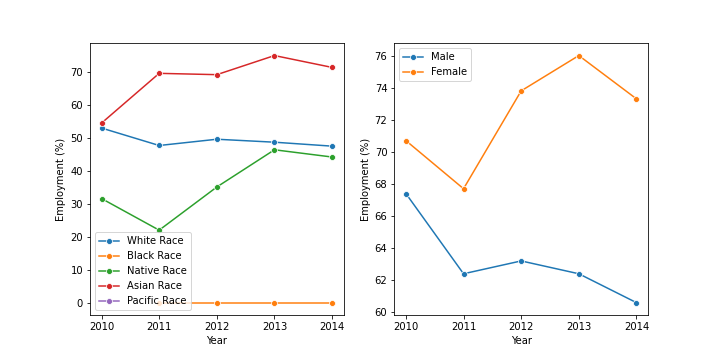 70
60
50
40
30
20
10
0
Employment (%)
White Race
Black Race
Native Race
Asian Race
Pacific Race
2010 2011 2012 2013 2014
Year
76
74
72
70
68
66
64
62
60
Employment (%)
Male
Female
2010 2011 2012 2013 2014
Year